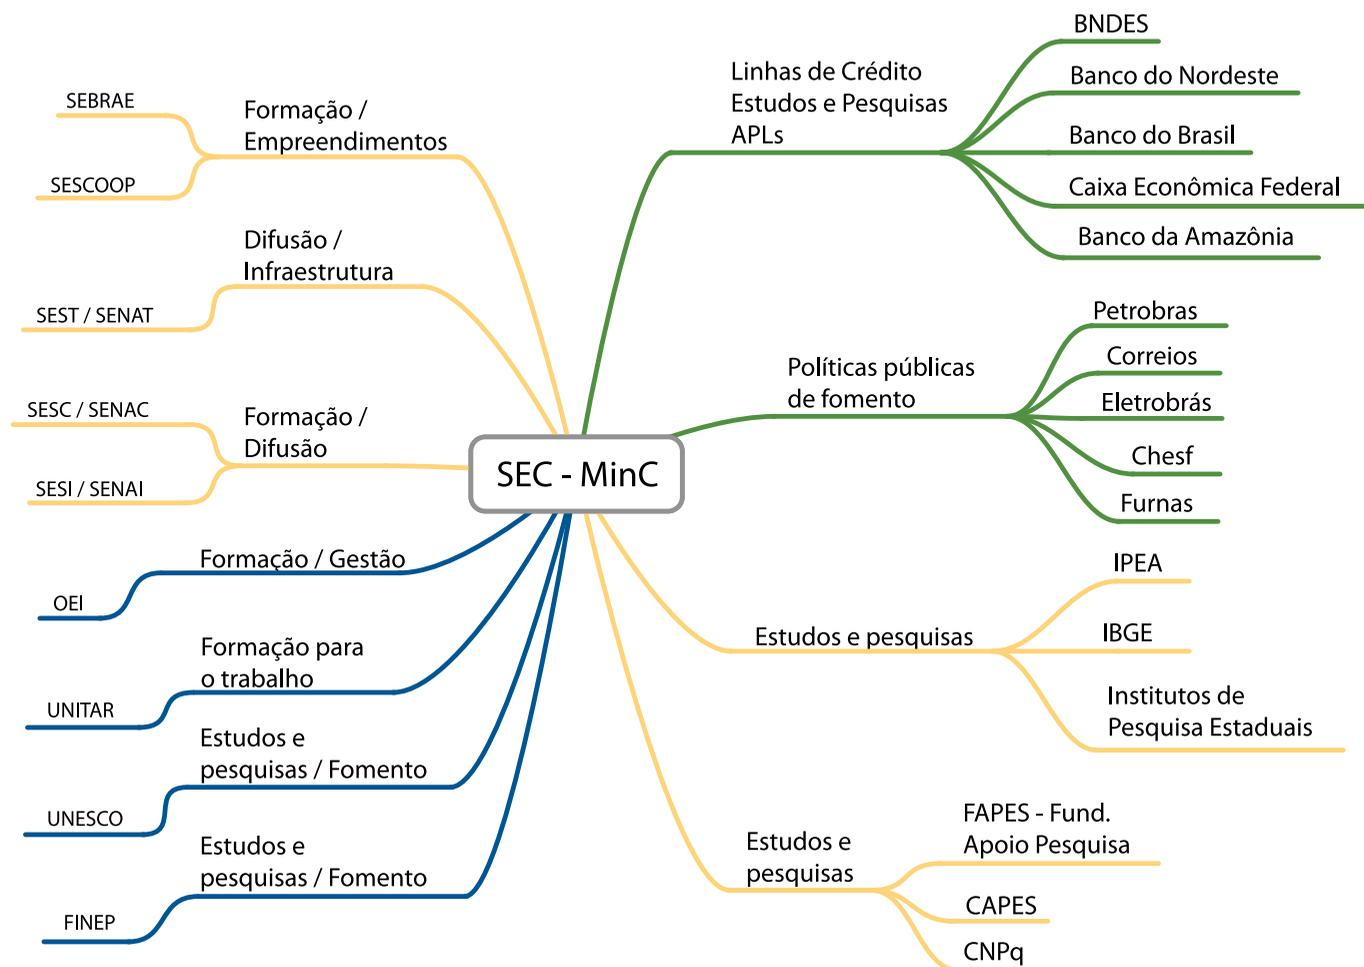 SEBRAE
SESCOOP
Formação /
Empreendimentos
SEST / SENAT
Difusão /
Infraestrutura
SESC / SENAC
SESI / SENAI
Formação /
Difusão
OEI
Formação / Gestão
UNITAR
Formação para
o trabalho
UNESCO
Estudos e
pesquisas / Fomento
FINEP
Estudos e
pesquisas / Fomento
SEC - MinC
Linhas de Crédito
Estudos e Pesquisas
APLs
BNDES
Banco do Nordeste
Banco do Brasil
Caixa Econômica Federal
Banco da Amazônia
Políticas públicas
de fomento
Petrobras
Correios
Eletrobrás
Chesf
Furnas
Estudos e pesquisas
IPEA
IBGE
Institutos de
Pesquisa Estaduais
Estudos e
pesquisas
FAPES - Fund.
Apoio Pesquisa
CAPES
CNPq